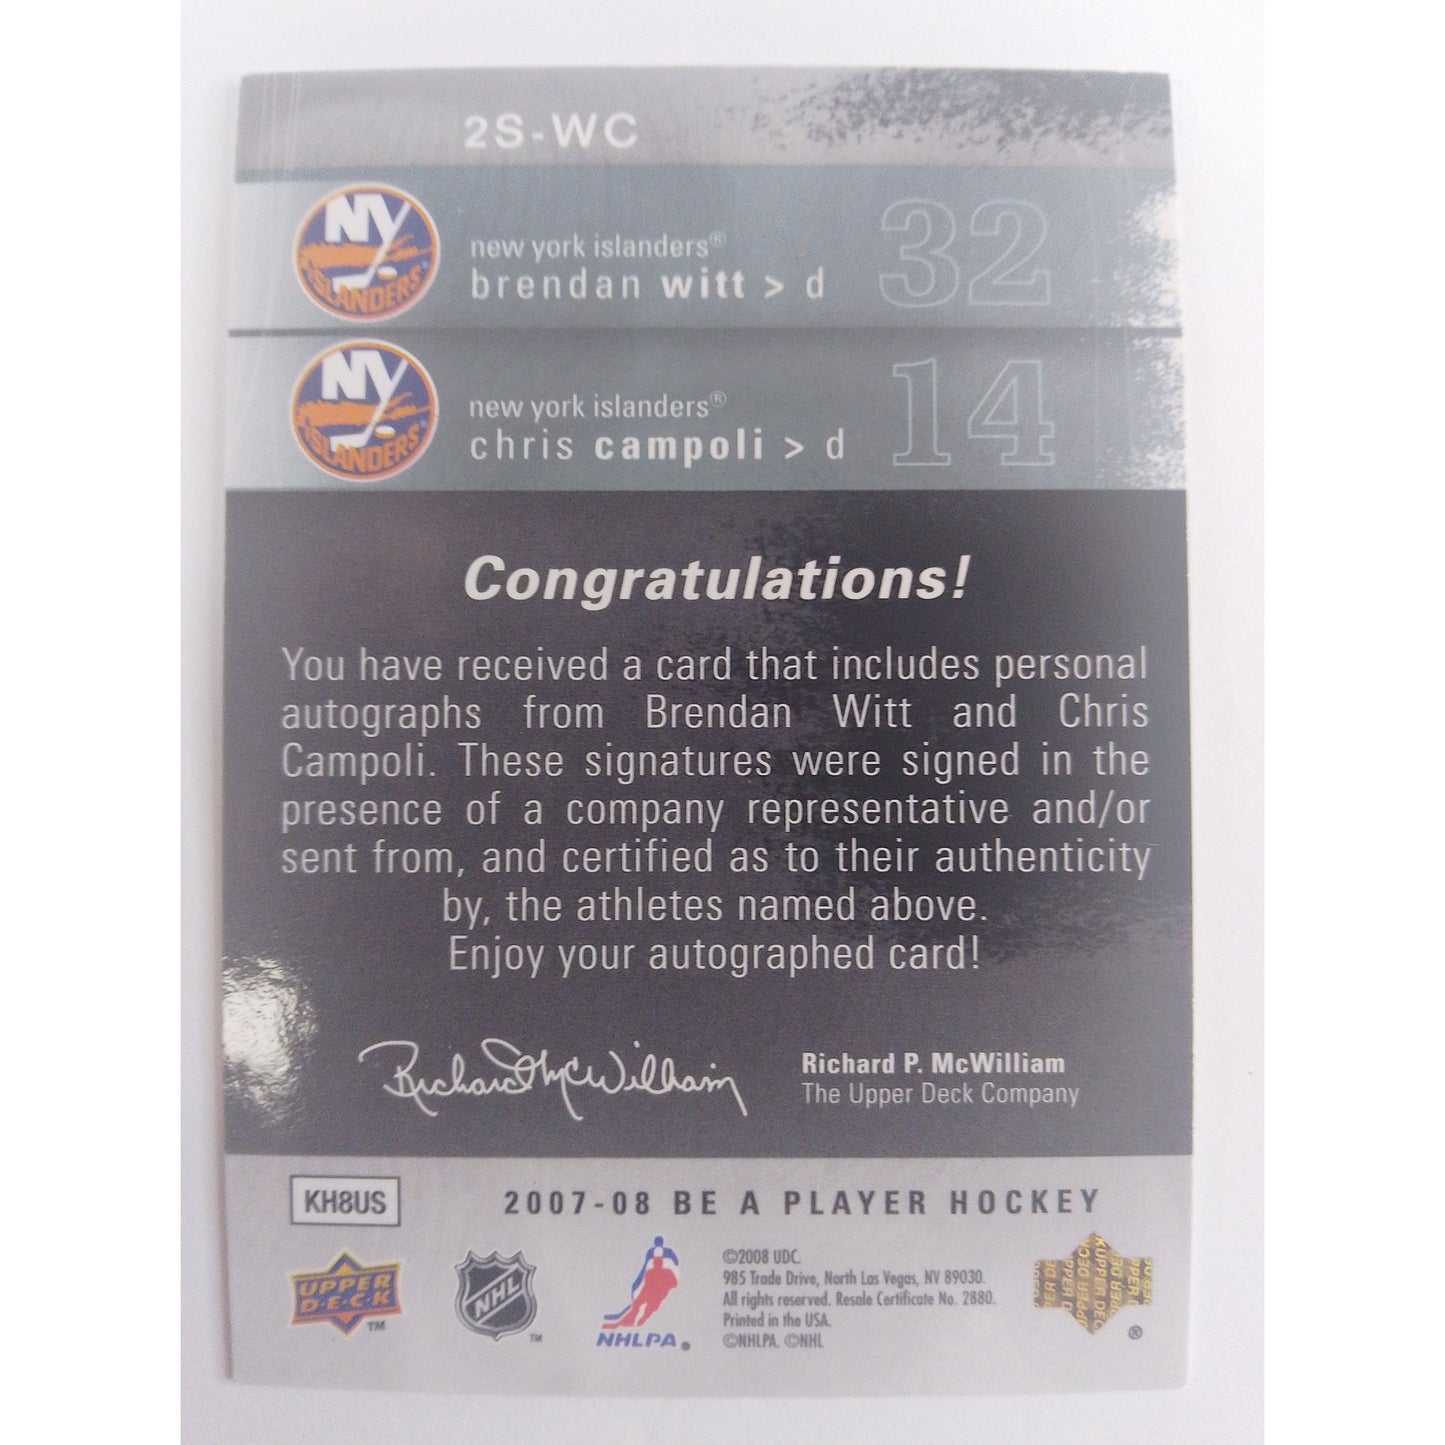 2S-WC
NY
ISLANDERS
new york islanders®
brendan witt > d
32
NY
ISLANDERS
new york islanders®
chris campoli > d
14
Congratulations!
You have received a card that includes personal
autographs from Brendan Witt and Chris
Campoli. These signatures were signed in the
presence of a company representative and/or
sent from, and certified as to their authenticity
by, the athletes named above.
Enjoy your autographed card!
Richard McWilliam
Richard P. McWilliam
The Upper Deck Company
KH8US
2007-08 BE A PLAYER HOCKEY
UPPER
DECK
TM
NHL
TM
NHLPA®
©2008 UDC.
985 Trade Drive, North Las Vegas, NV 89030.
All rights reserved. Resale Certificate No. 2880.
Printed in the USA.
©NHLPA. ©NHL
®